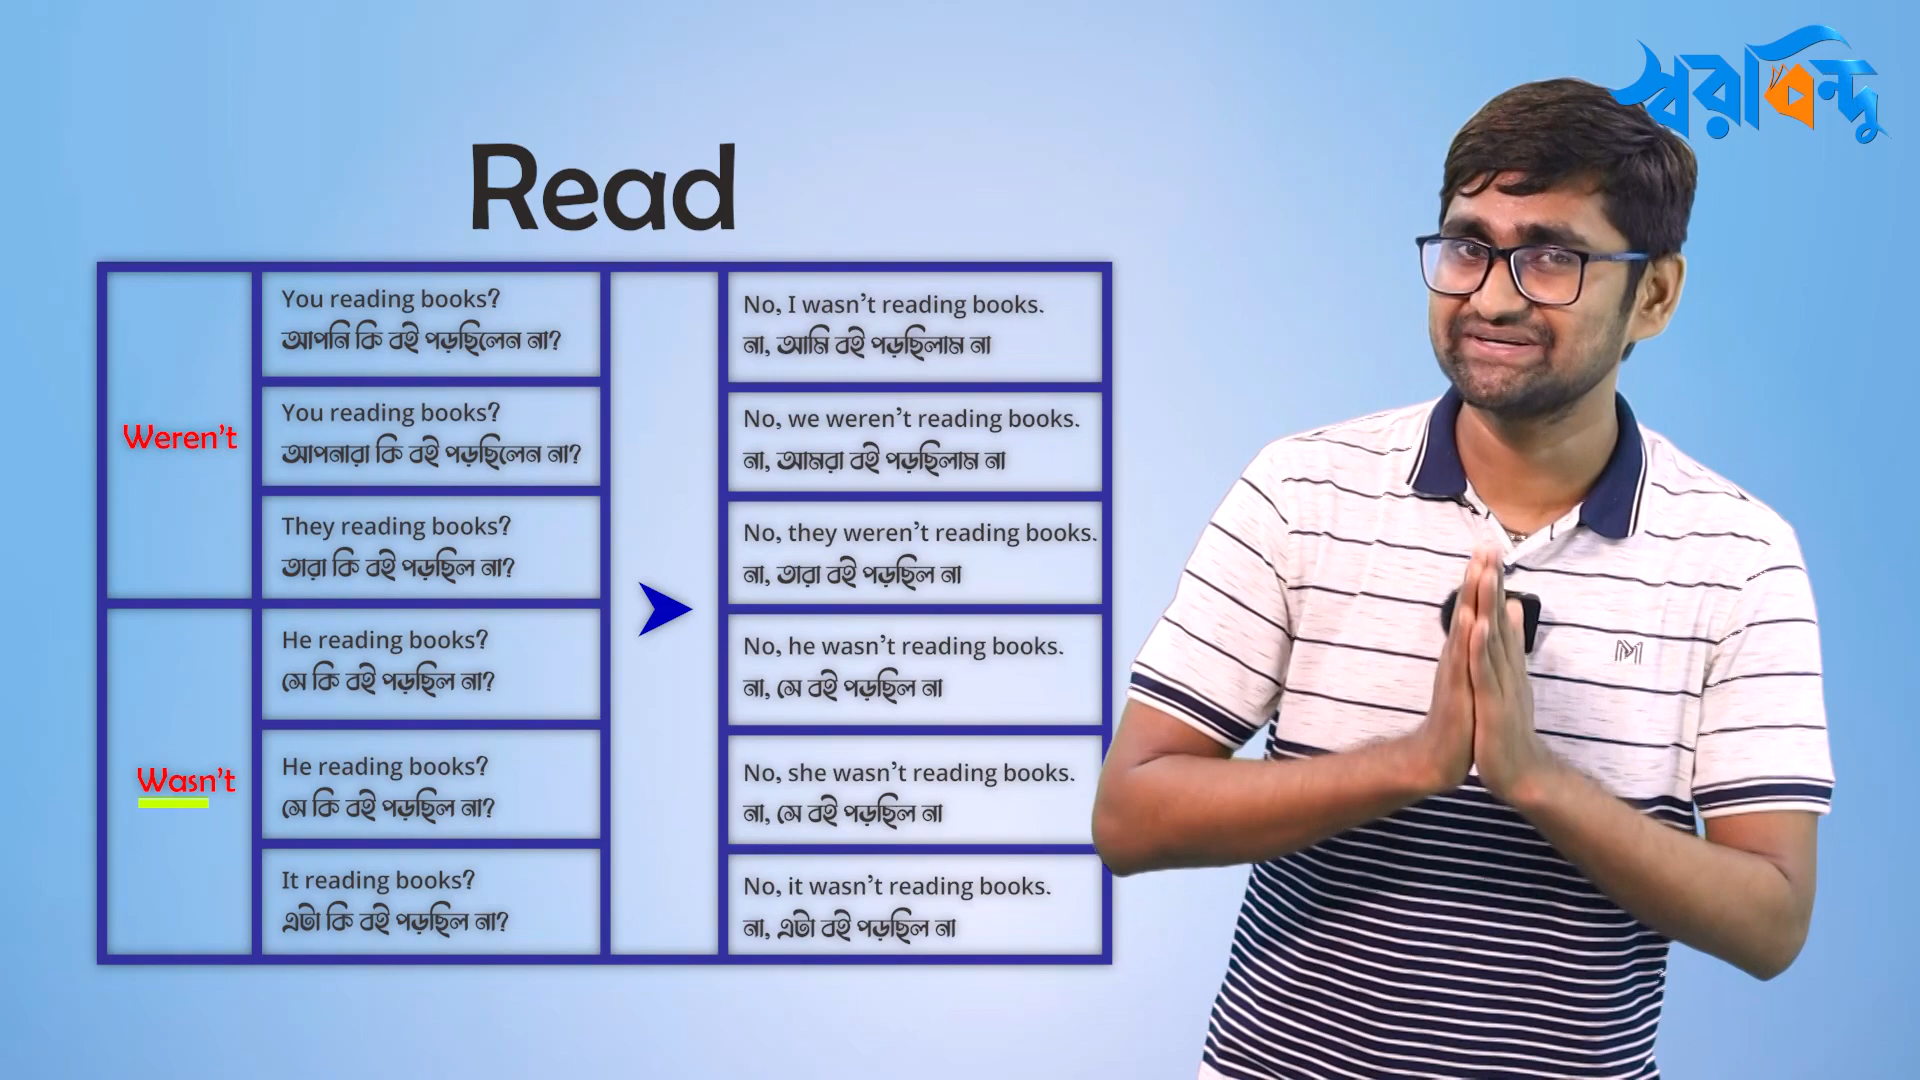 স্বরবিন্দু
Read
Weren't
You reading books?
আপনি কি বই পড়ছিলেন না?
No, I wasn't reading books.
না, আমি বই পড়ছিলাম না
You reading books?
আপনারা কি বই পড়ছিলেন না?
No, we weren't reading books.
না, আমরা বই পড়ছিলাম না
They reading books?
তারা কি বই পড়ছিল না?
No, they weren't reading books.
না, তারা বই পড়ছিল না
Wasn't
He reading books?
সে কি বই পড়ছিল না?
No, he wasn't reading books.
না, সে বই পড়ছিল না
He reading books?
সে কি বই পড়ছিল না?
No, she wasn't reading books.
না, সে বই পড়ছিল না
It reading books?
এটা কি বই পড়ছিল না?
No, it wasn't reading books.
না, এটা বই পড়ছিল না